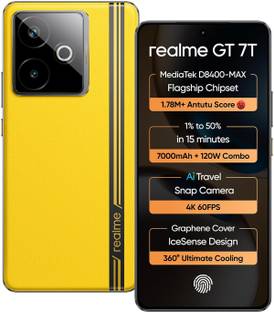 realme
realme GT 7T
MediaTek D8400-MAX
Flagship Chipset
1.78M+ Antutu Score
1% to 50%
in 15 minutes
7000mAh + 120W Combo
Ai Travel
Snap Camera
4K 60FPS
Graphene Cover
IceSense Design
360° Ultimate Cooling